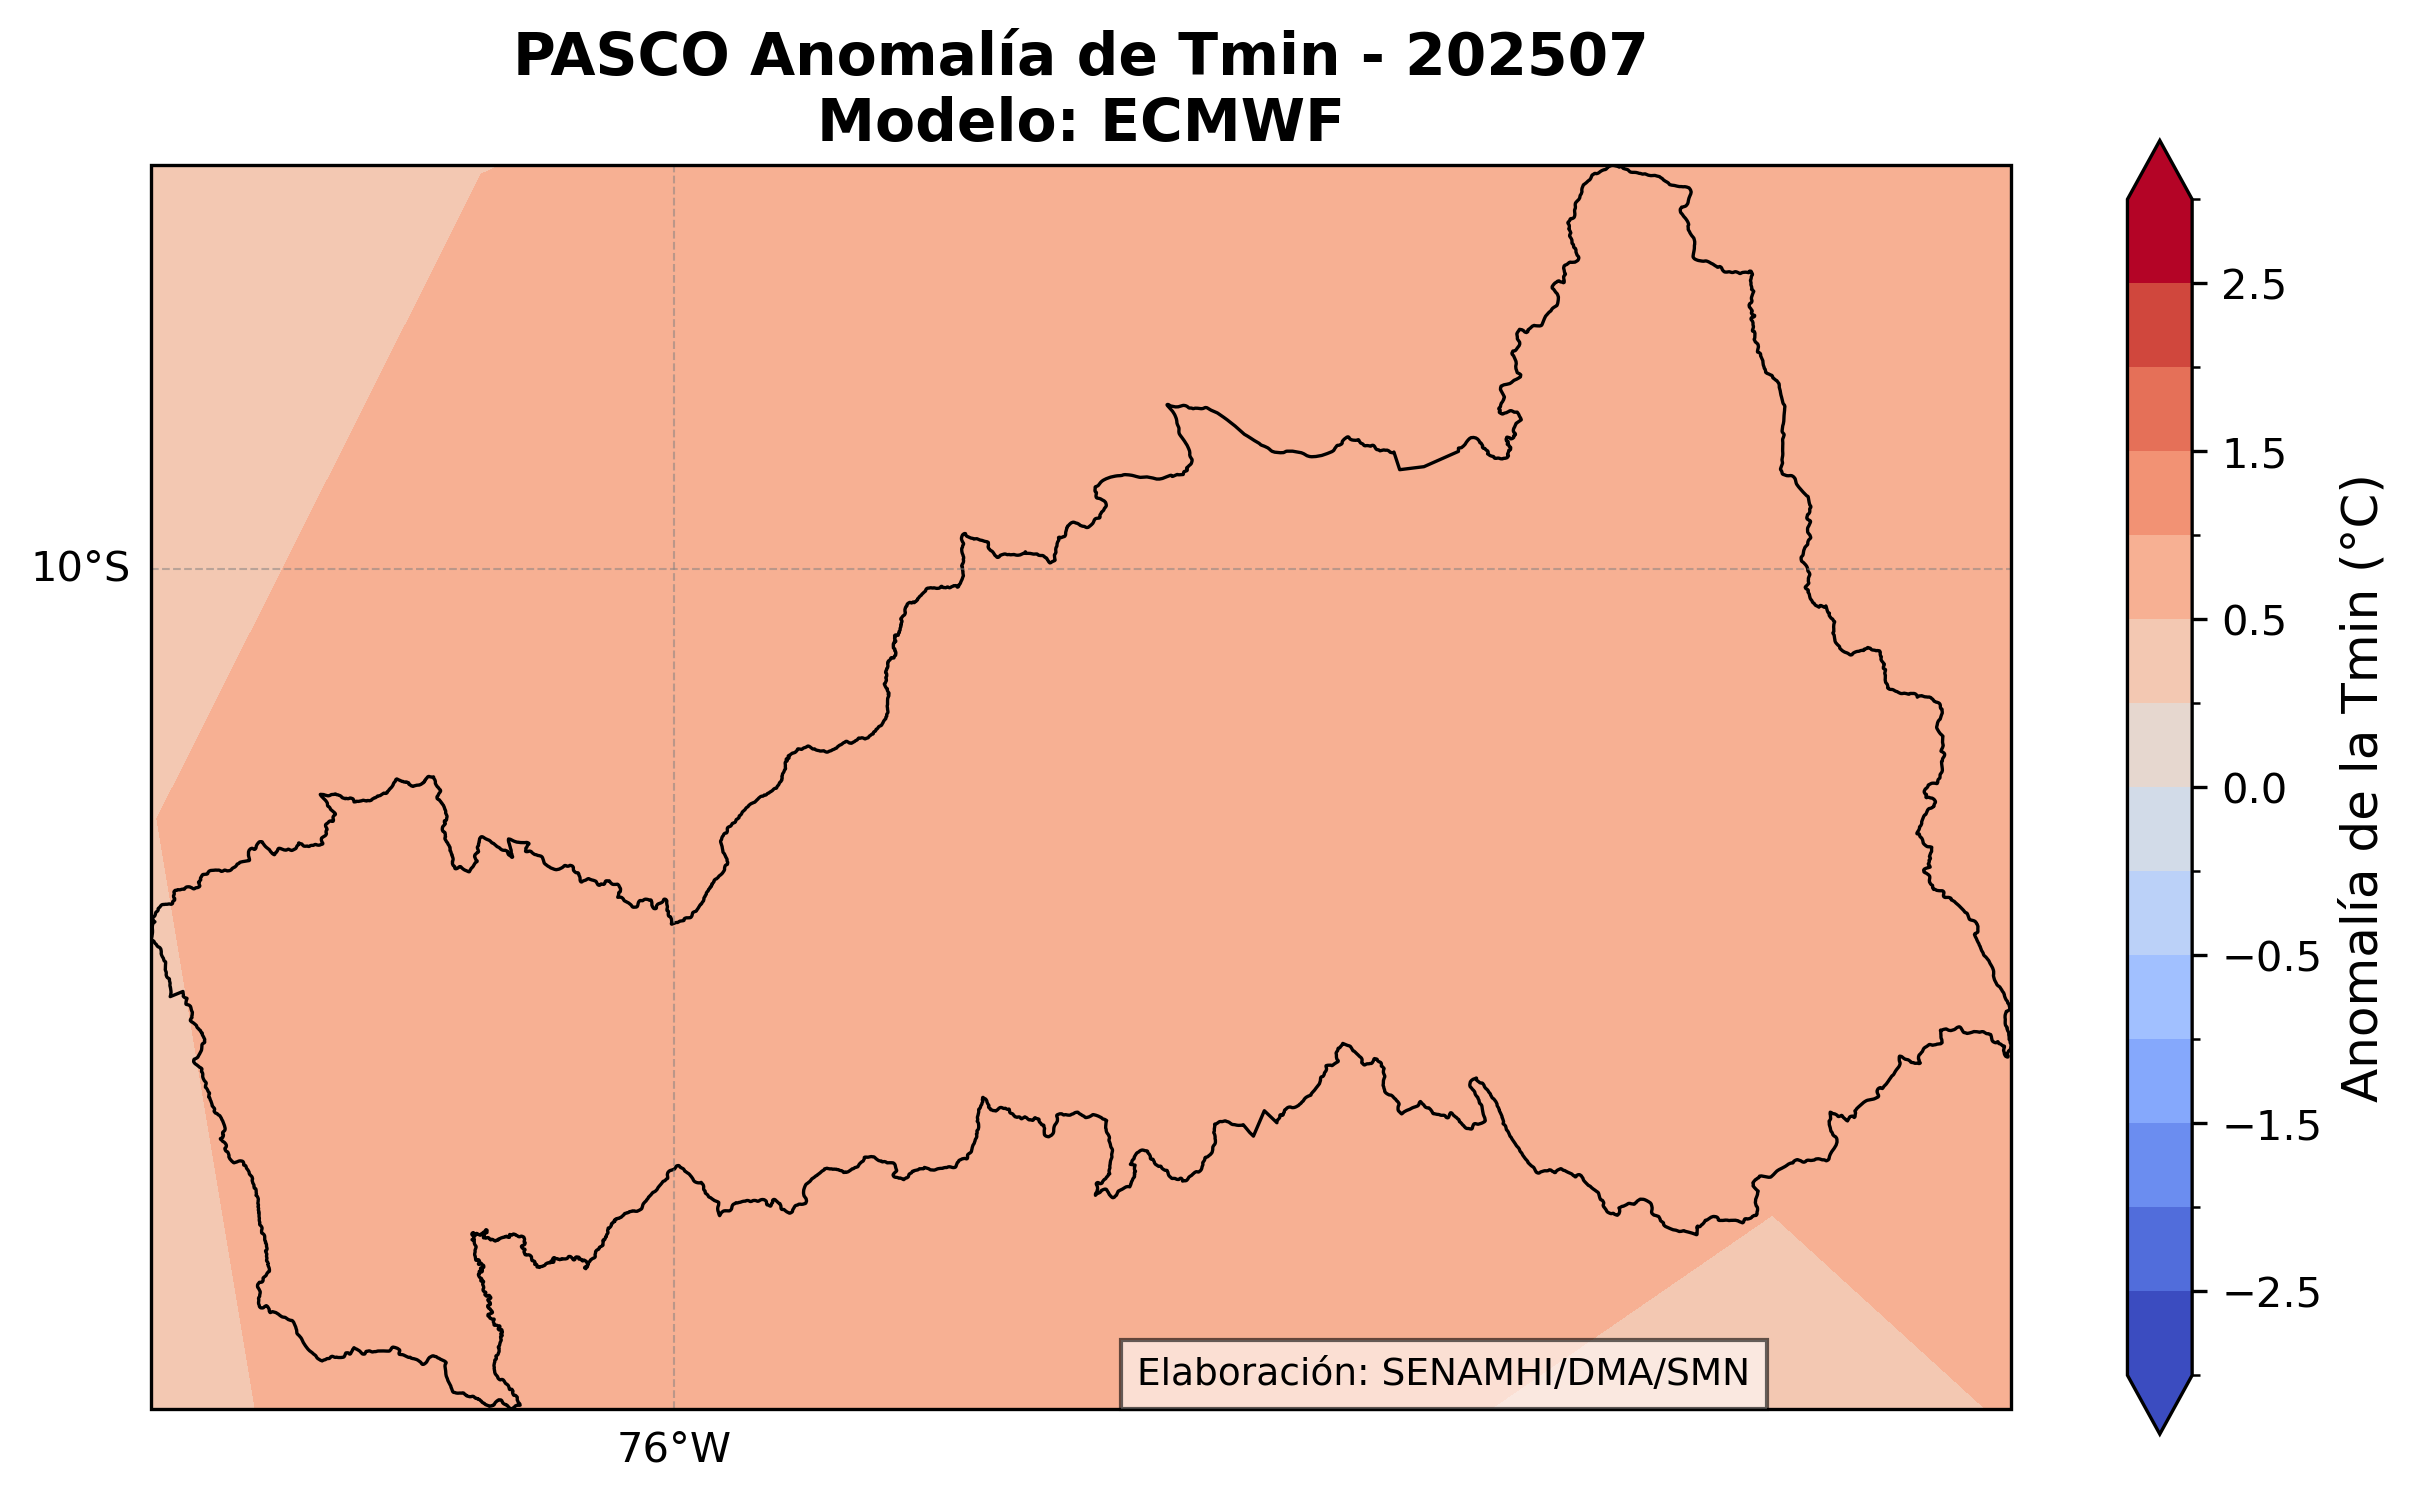 PASCO Anomalía de Tmin - 202507
Modelo: ECMWF
10°S
76°W
Elaboración: SENAMHI/DMA/SMN
2.5
1.5
0.5
0.0
−0.5
−1.5
−2.5
Anomalía de la Tmin (°C)